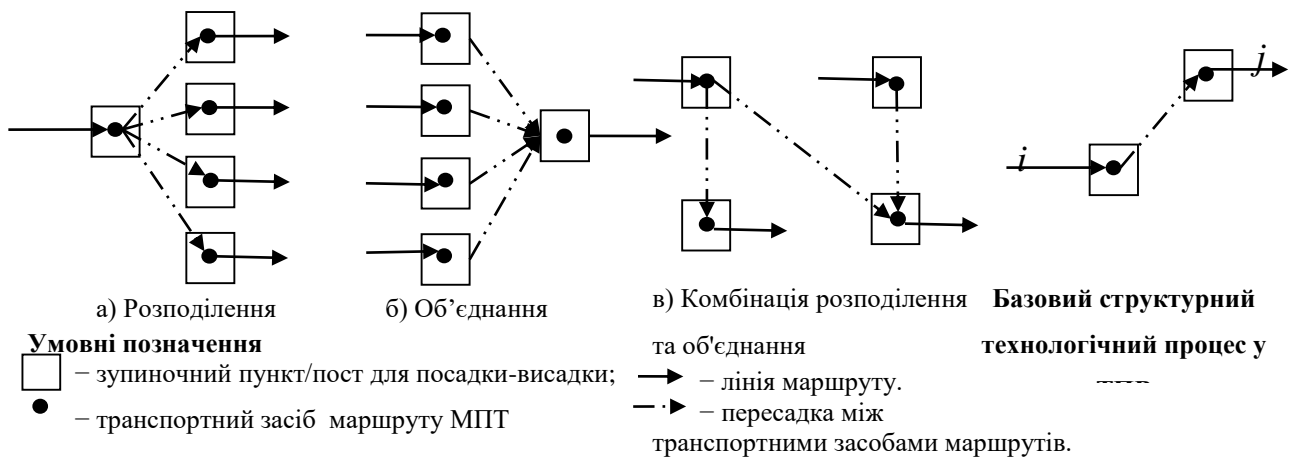 j
i
а) Розподілення
б) Об’єднання
в) Комбінація розподілення
та об'єднання
Базовий структурний
технологічний процес у
Умовні позначення
− зупиночний пункт/пост для посадки-висадки;
− транспортний засіб маршруту МПТ
− лінія маршруту.
− пересадка між
транспортними засобами маршрутів.